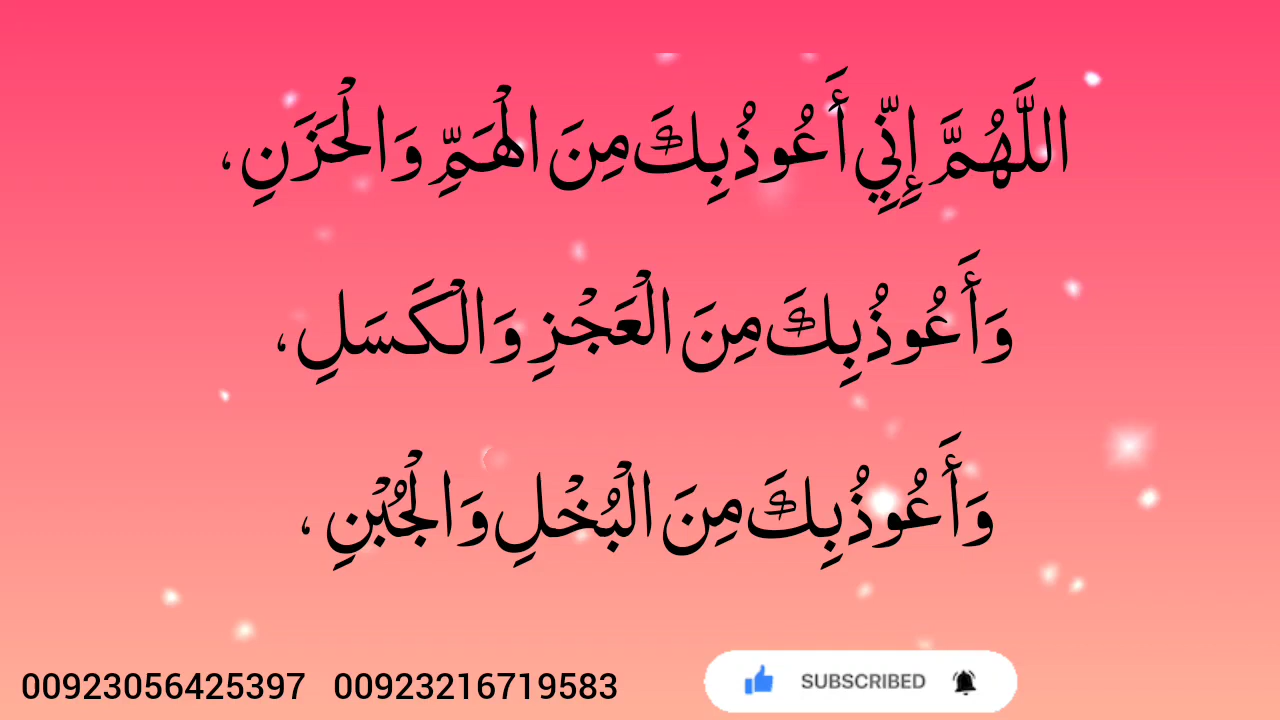 اللَّهُمَّ إِنِّي أَعُوذُ بِكَ مِنَ الْهَمِّ وَالْحَزَنِ،
وَأَعُوذُ بِكَ مِنَ الْعَجْزِ وَالْكَسَلِ،
وَأَعُوذُ بِكَ مِنَ الْبُخْلِ وَالْجُبْنِ،
00923056425397 00923216719583 SUBSCRIBED